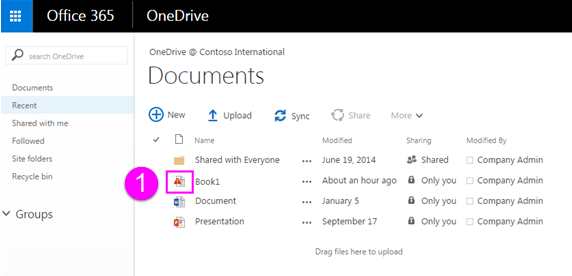 Office 365 OneDrive
search OneDrive
Documents
Recent
Shared with me
Followed
Site folders
Recycle bin
Groups
OneDrive @ Contoso International
Documents
New Upload Sync Share More
Name Modified Sharing Modified By
Shared with Everyone ... June 19, 2014 Shared Company Admin
1 Book1 ... About an hour ago Only you Company Admin
Document ... January 5 Only you Company Admin
Presentation ... September 17 Only you Company Admin
Drag files here to upload